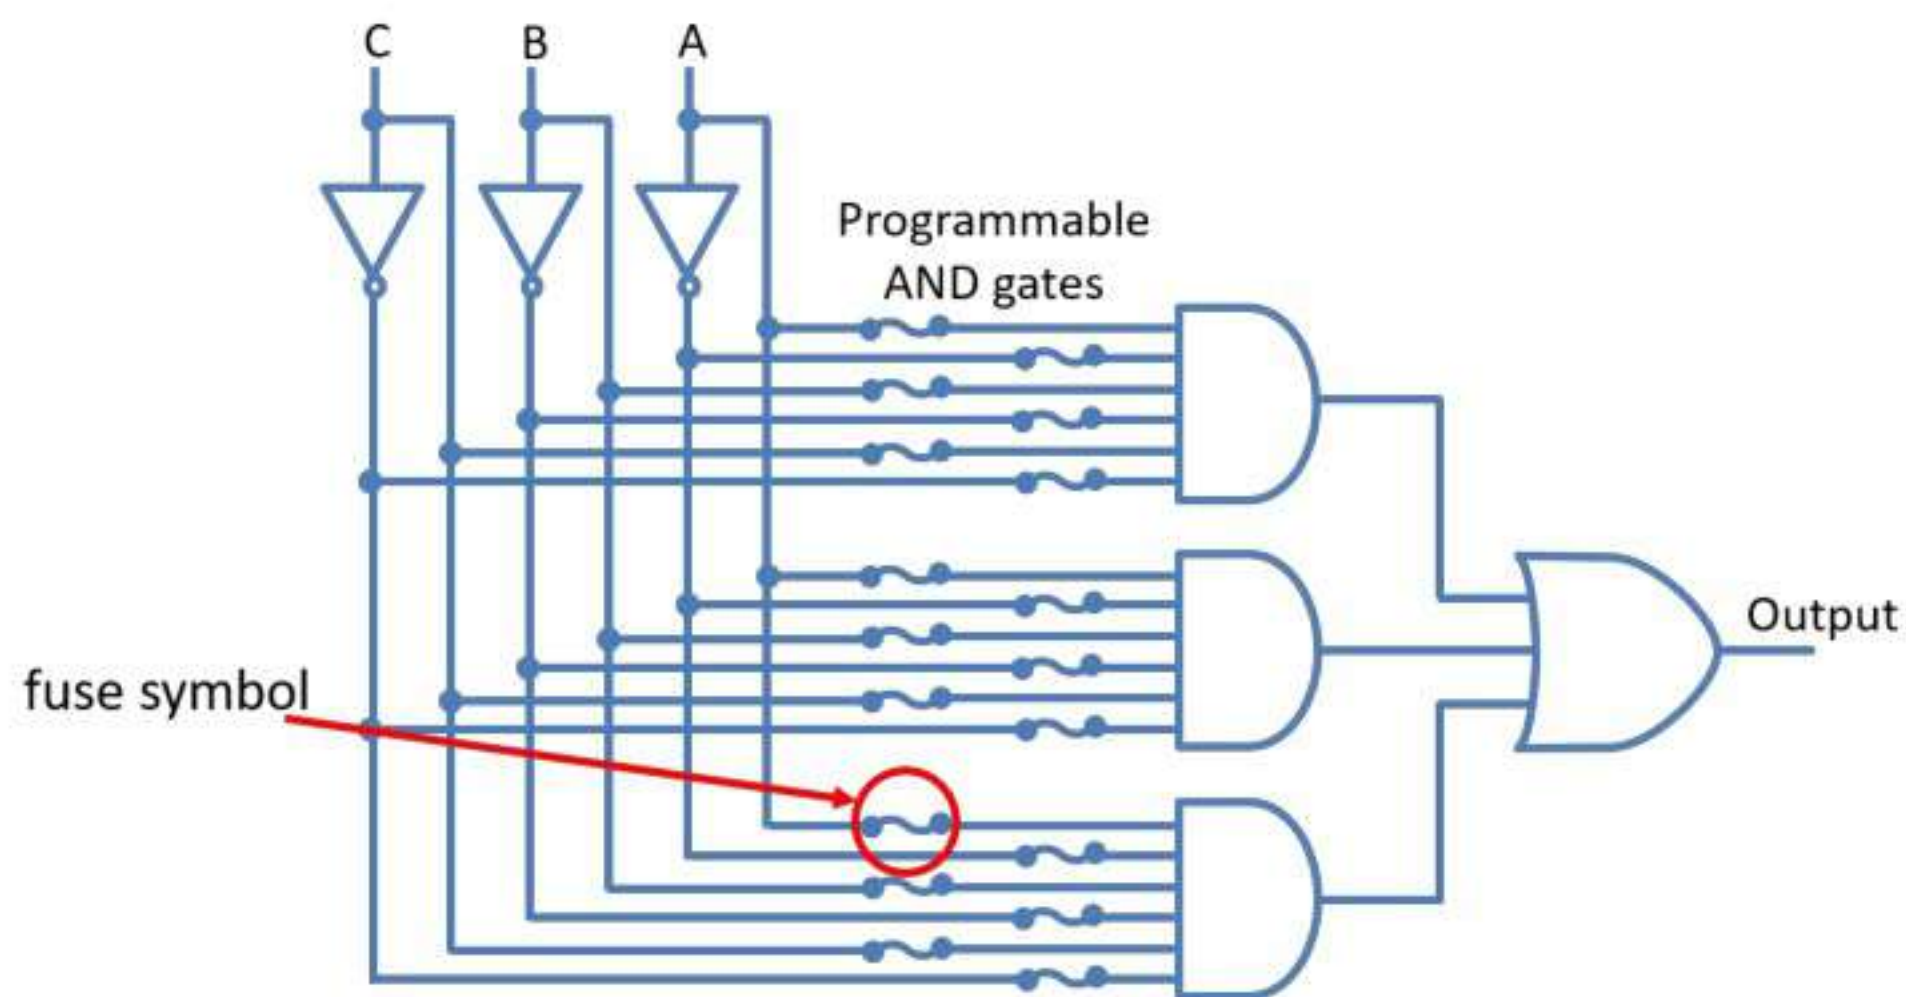 C B A
Programmable
AND gates
Output
fuse symbol